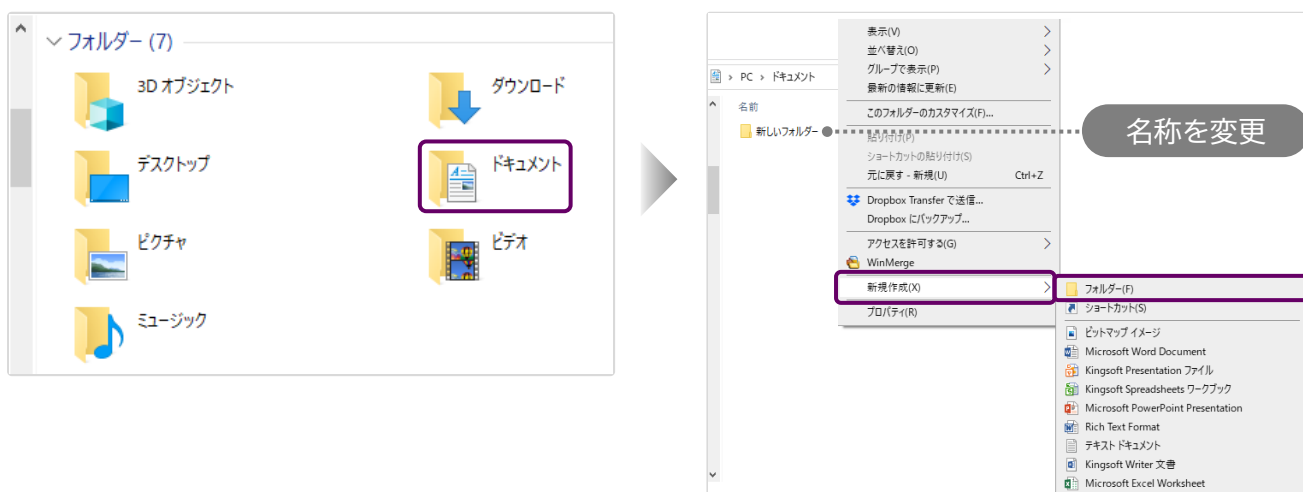 フォルダー (7)
3D オブジェクト
ダウンロード
デスクトップ
ドキュメント
ピクチャ
ビデオ
ミュージック
PC › ドキュメント
名前
新しいフォルダー
名称を変更
表示(V)
並べ替え(O)
グループで表示(P)
最新の情報に更新(E)
このフォルダーのカスタマイズ(F)...
貼り付け(P)
ショートカットの貼り付け(S)
元に戻す - 新規(U) Ctrl+Z
Dropbox Transfer で送信...
Dropbox にバックアップ...
アクセスを許可する(G)
WinMerge
新規作成(X)
プロパティ(R)
フォルダー(F)
ショートカット(S)
ビットマップ イメージ
Microsoft Word Document
Kingsoft Presentation ファイル
Kingsoft Spreadsheets ワークブック
Microsoft PowerPoint Presentation
Rich Text Format
テキスト ドキュメント
Kingsoft Writer 文書
Microsoft Excel Worksheet